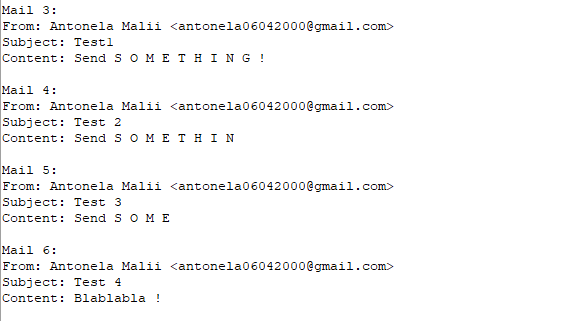 Mail 3:
From: Antonela Malii <antonela06042000@gmail.com>
Subject: Test1
Content: Send S O M E T H I N G !
Mail 4:
From: Antonela Malii <antonela06042000@gmail.com>
Subject: Test 2
Content: Send S O M E T H I N
Mail 5:
From: Antonela Malii <antonela06042000@gmail.com>
Subject: Test 3
Content: Send S O M E
Mail 6:
From: Antonela Malii <antonela06042000@gmail.com>
Subject: Test 4
Content: Blablabla !